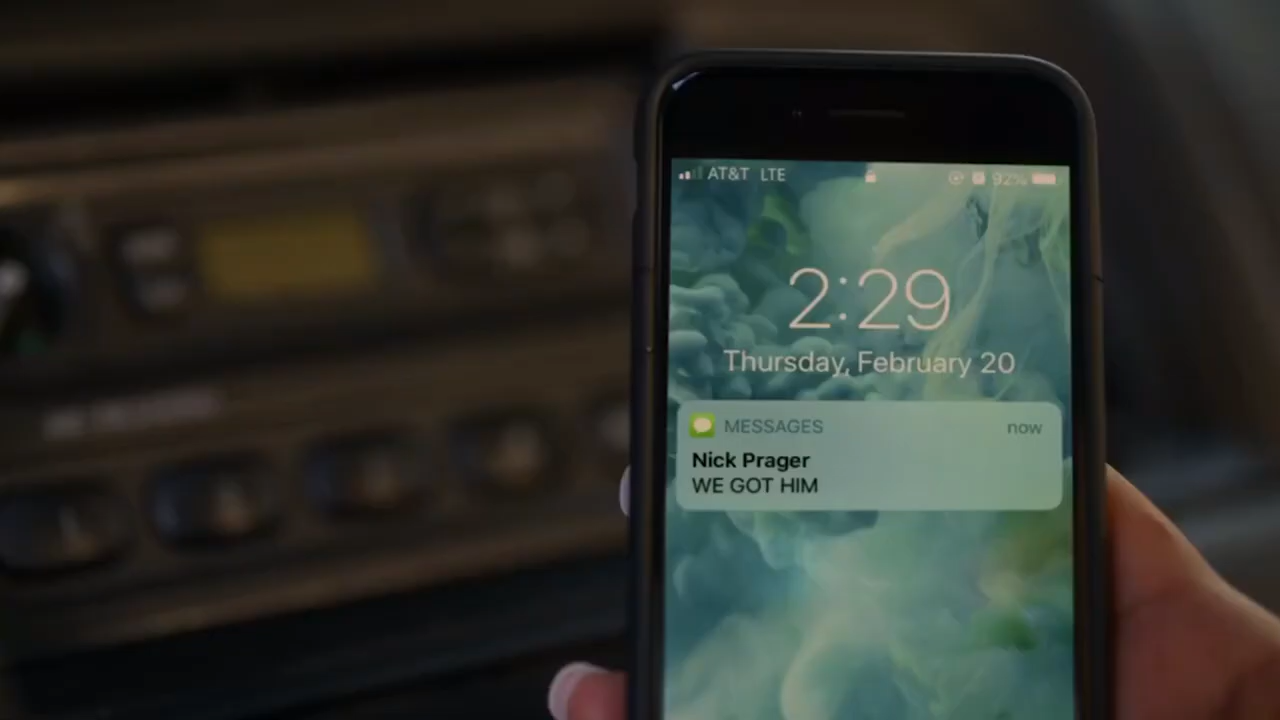 AT&T LTE 92%
2:29
Thursday, February 20
MESSAGES now
Nick Prager
WE GOT HIM